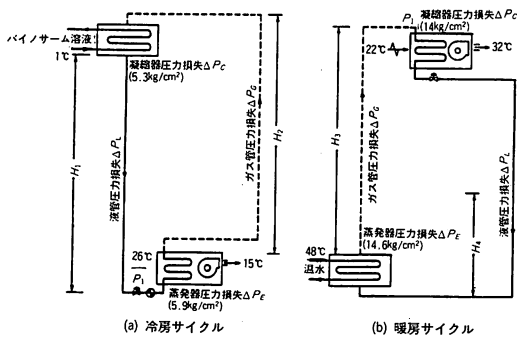 バイノサーム溶液
1℃
凝縮器圧力損失ΔPC
(5.3kg/cm²)
H₁
液管圧力損失ΔPL
ガス管圧力損失ΔPG
H₂
26℃
P₁
15℃
蒸発器圧力損失ΔPE
(5.9kg/cm²)
(a) 冷房サイクル
P₁
凝縮器圧力損失ΔPC
(14kg/cm²)
22℃
32℃
H₃
ガス管圧力損失ΔPG
液管圧力損失ΔPL
H₄
蒸発器圧力損失ΔPE
(14.6kg/cm²)
48℃
温水
(b) 暖房サイクル